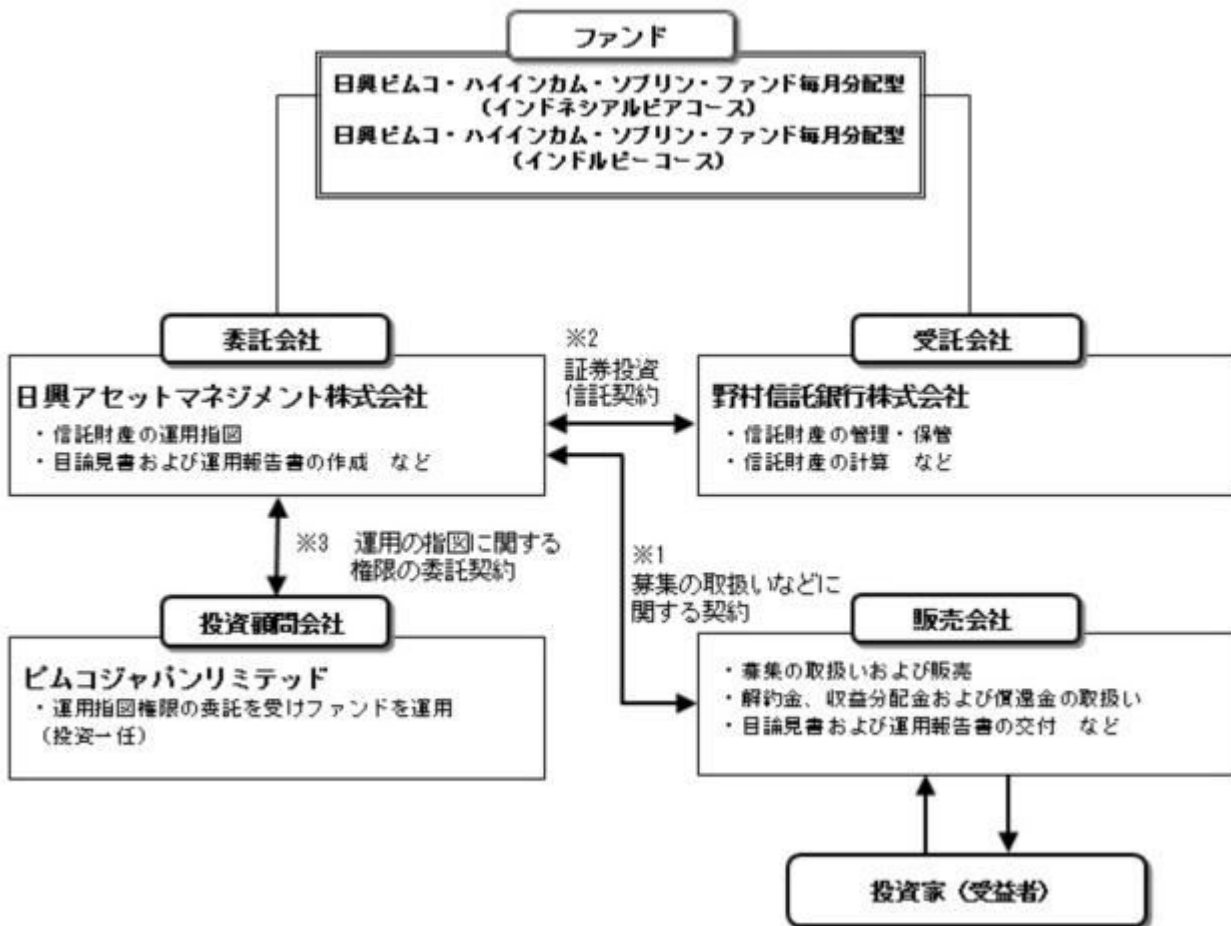 ファンド
日興ピムコ・ハイインカム・ソブリン・ファンド毎月分配型
（インドネシアルピアコース）
日興ピムコ・ハイインカム・ソブリン・ファンド毎月分配型
（インドルピーコース）
委託会社
日興アセットマネジメント株式会社
・信託財産の運用指図
・目論見書および運用報告書の作成　など
※2
証券投資
信託契約
受託会社
野村信託銀行株式会社
・信託財産の管理・保管
・信託財産の計算　など
※3　運用の指図に関する
権限の委託契約
※1
募集の取扱いなどに
関する契約
投資顧問会社
ピムコジャパンリミテッド
・運用指図権限の委託を受けファンドを運用
（投資一任）
販売会社
・募集の取扱いおよび販売
・解約金、収益分配金および償還金の取扱い
・目論見書および運用報告書の交付　など
投資家（受益者）